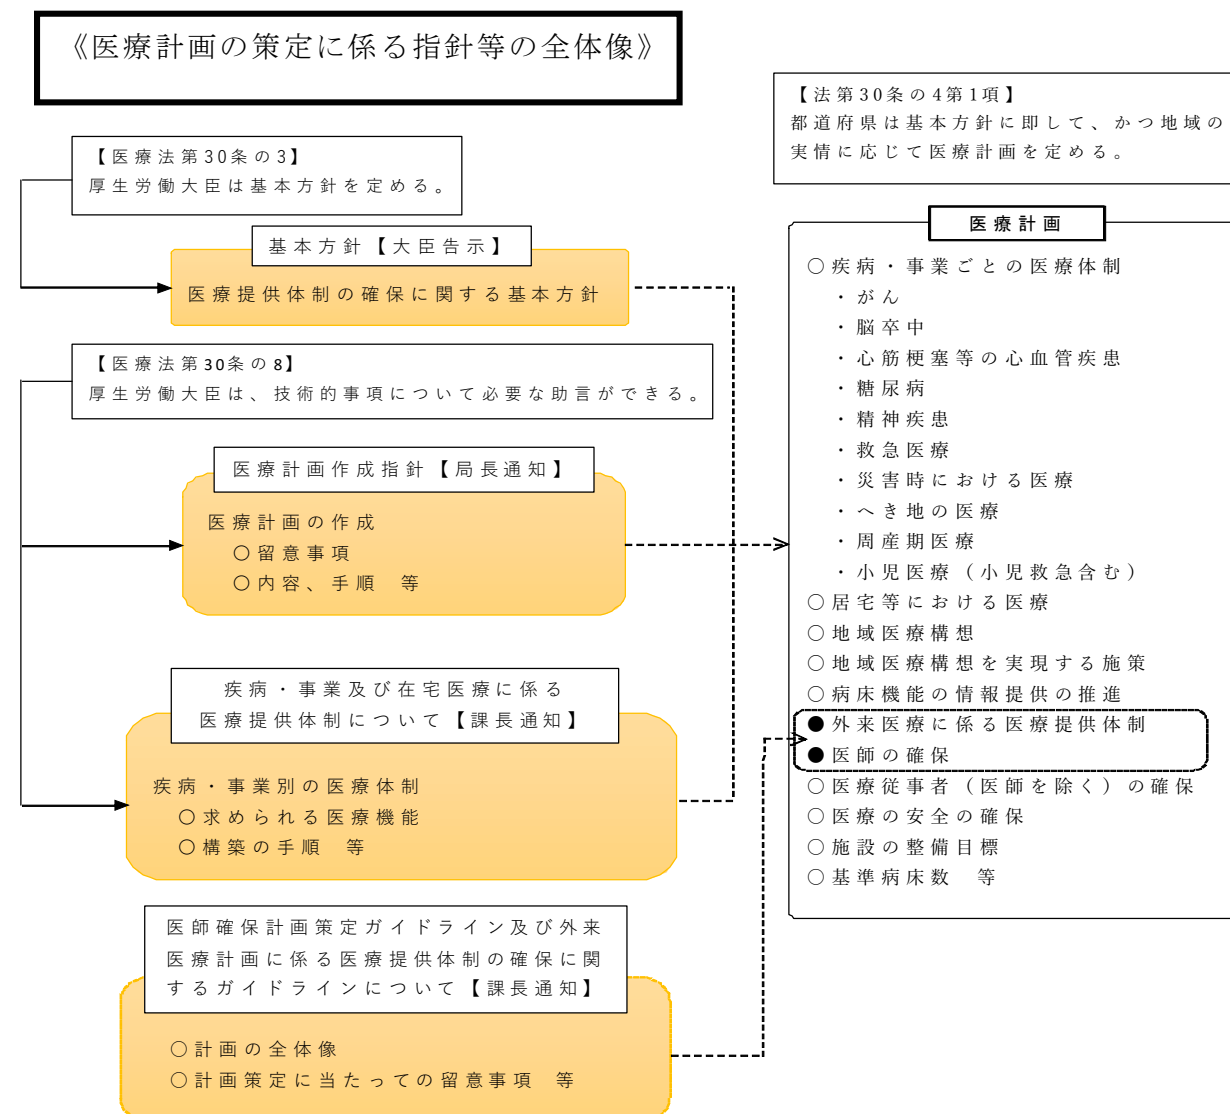 《医療計画の策定に係る指針等の全体像》
【医療法第30条の3】
厚生労働大臣は基本方針を定める。
基本方針【大臣告示】
医療提供体制の確保に関する基本方針
【医療法第30条の8】
厚生労働大臣は、技術的事項について必要な助言ができる。
医療計画作成指針【局長通知】
医療計画の作成
○留意事項
○内容、手順 等
疾病・事業及び在宅医療に係る
医療提供体制について【課長通知】
疾病・事業別の医療体制
○求められる医療機能
○構築の手順 等
医師確保計画策定ガイドライン及び外来
医療計画に係る医療提供体制の確保に関
するガイドラインについて【課長通知】
○計画の全体像
○計画策定に当たっての留意事項 等
【法第30条の4第1項】
都道府県は基本方針に即して、かつ地域の
実情に応じて医療計画を定める。
医療計画
○疾病・事業ごとの医療体制
・がん
・脳卒中
・心筋梗塞等の心血管疾患
・糖尿病
・精神疾患
・救急医療
・災害時における医療
・へき地の医療
・周産期医療
・小児医療（小児救急含む）
○居宅等における医療
○地域医療構想
○地域医療構想を実現する施策
○病床機能の情報提供の推進
●外来医療に係る医療提供体制
●医師の確保
○医療従事者（医師を除く）の確保
○医療の安全の確保
○施設の整備目標
○基準病床数 等